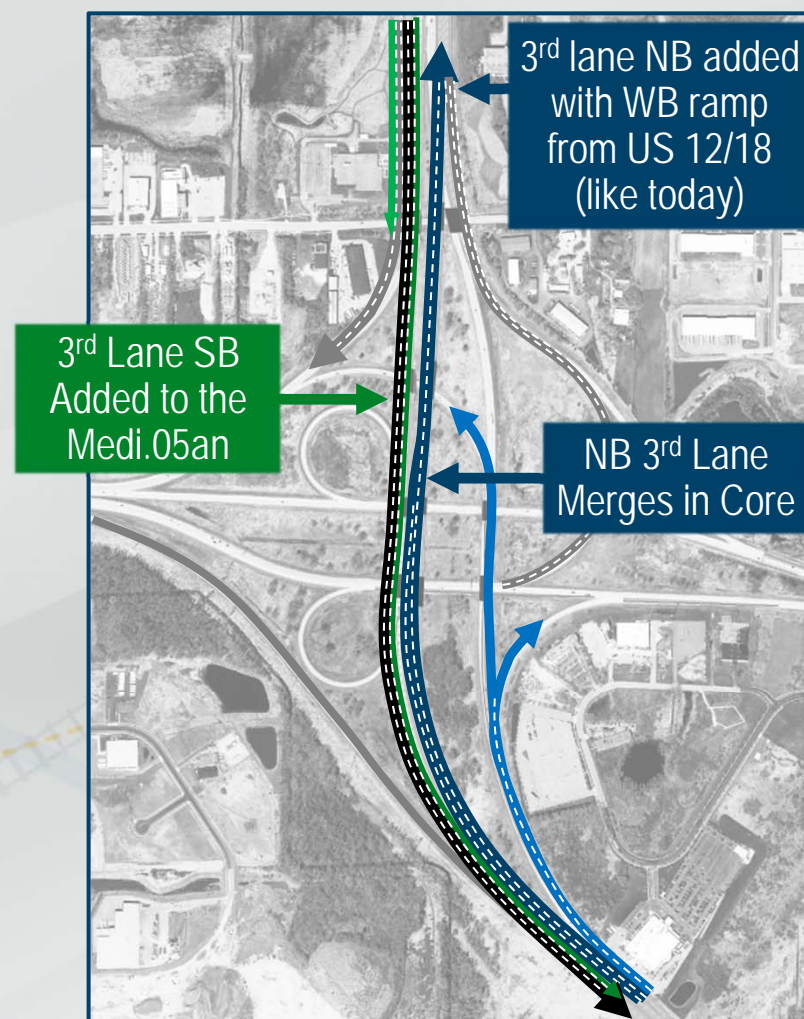 3rd lane NB added
with WB ramp
from US 12/18
(like today)
3rd Lane SB
Added to the
Medi.05an
NB 3rd Lane
Merges in Core